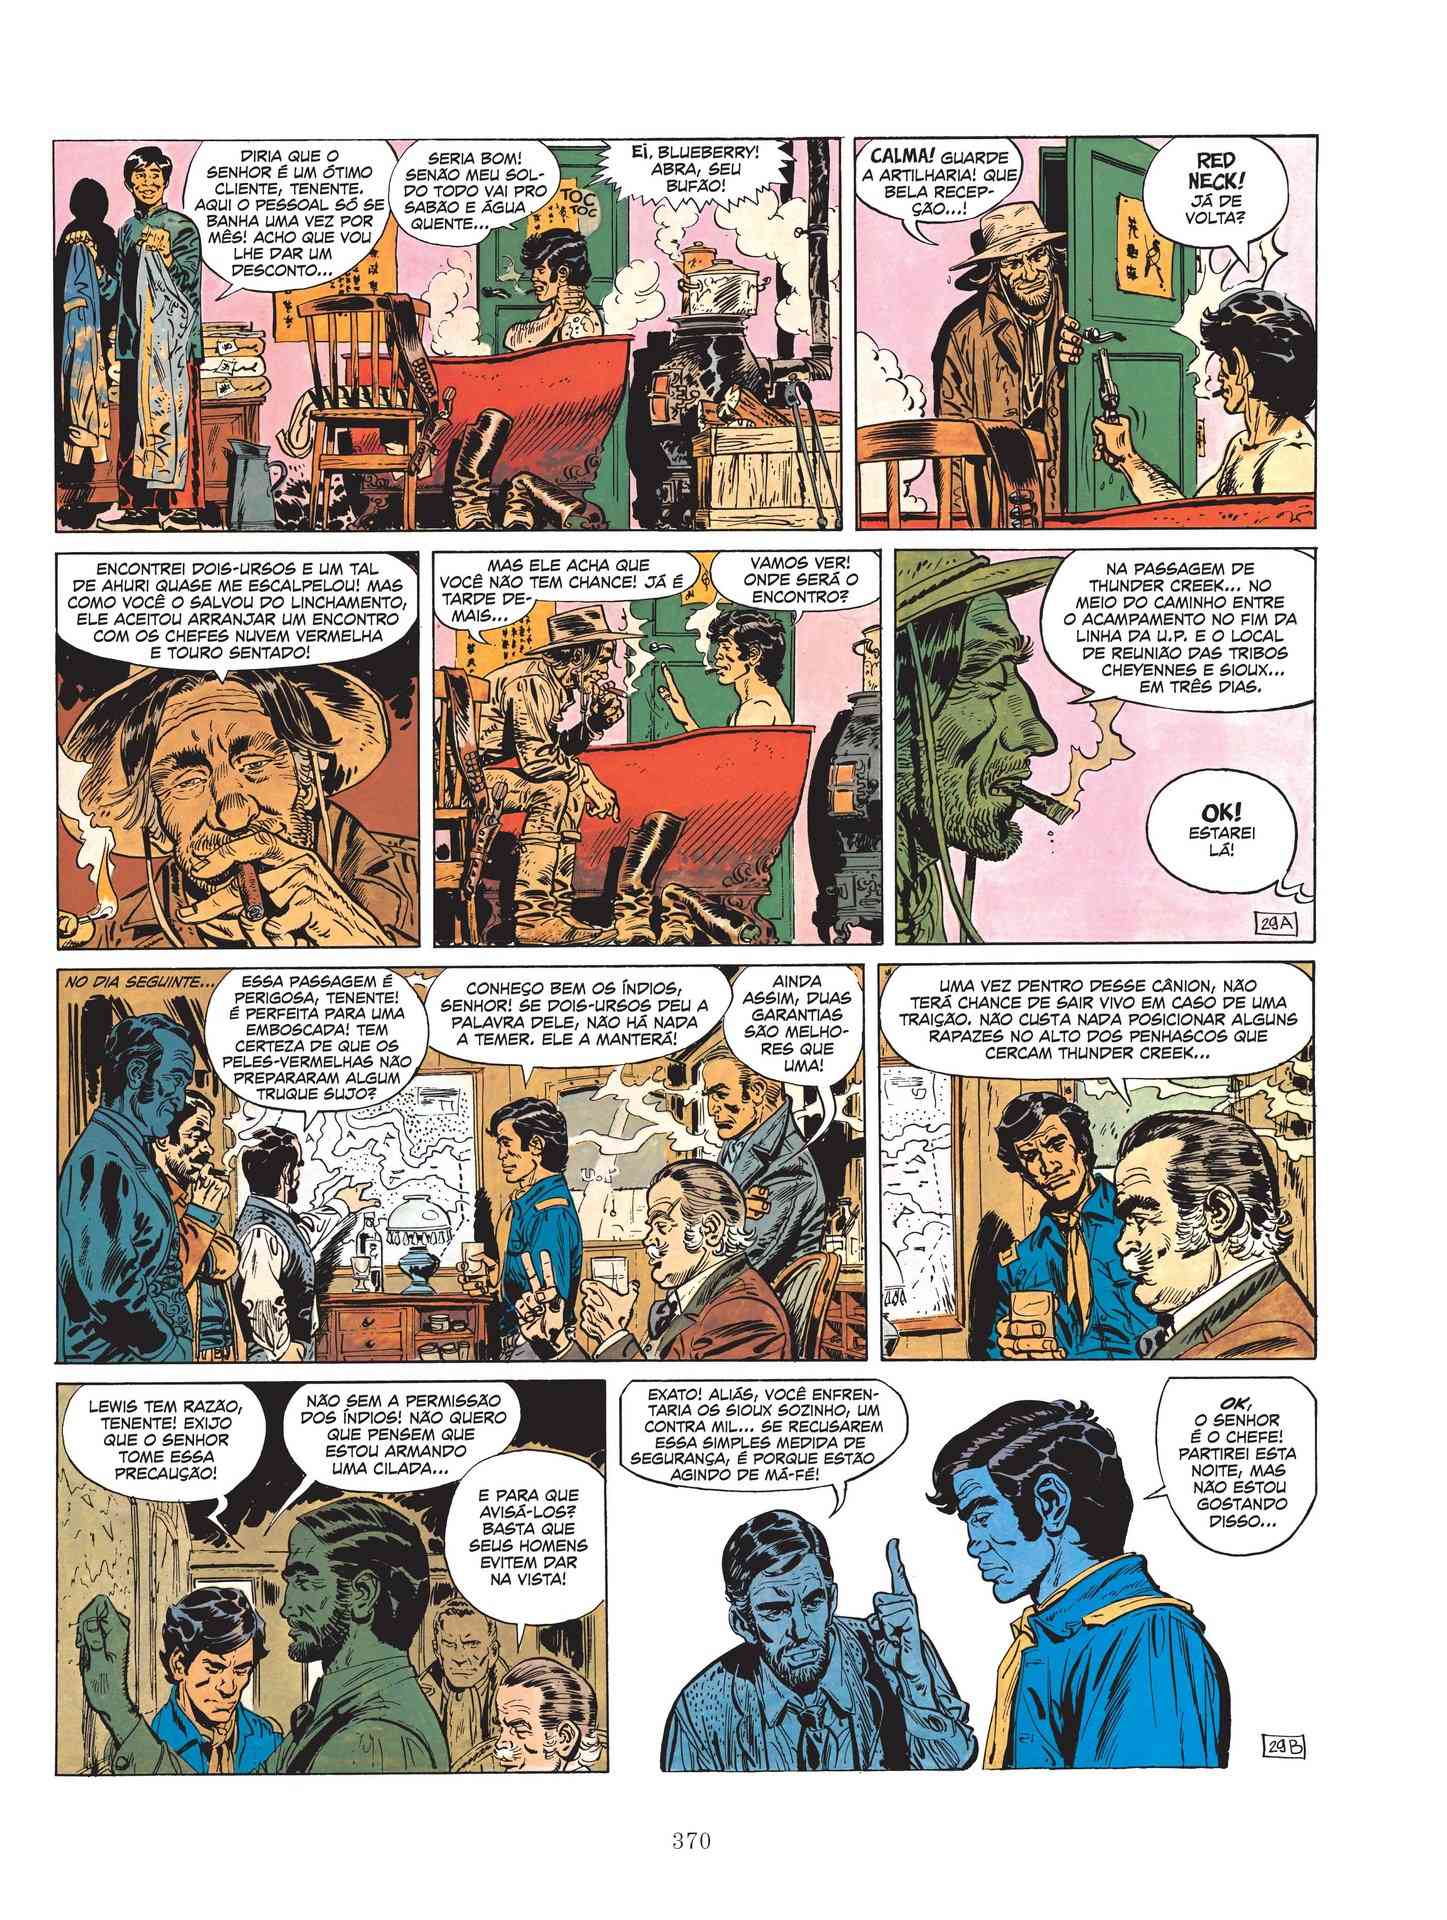 DIRIA QUE O
SENHOR É UM ÓTIMO
CLIENTE, TENENTE.
AQUI O PESSOAL SÓ SE
BANHA UMA VEZ POR
MÊS! ACHO QUE VOU
LHE DAR UM
DESCONTO...
SERIA BOM!
SENÃO MEU SOL-
DO TODO VAI PRO
SABÃO E ÁGUA
QUENTE...
TOC
TOC
EI, BLUEBERRY!
ABRA, SEU
BUFÃO!
CALMA! GUARDE
A ARTILHARIA! QUE
BELA RECEP-
ÇÃO...!
RED
NECK!
JÁ DE
VOLTA?
ENCONTREI DOIS-URSOS E UM TAL
DE AHURI QUASE ME ESCALPELOU! MAS
COMO VOCÊ O SALVOU DO LINCHAMENTO,
ELE ACEITOU ARRANJAR UM ENCONTRO
COM OS CHEFES NUVEM VERMELHA
E TOURO SENTADO!
MAS ELE ACHA QUE
VOCÊ NÃO TEM CHANCE! JÁ É
TARDE DE-
MAIS...
VAMOS VER!
ONDE SERÁ O
ENCONTRO?
NA PASSAGEM DE
THUNDER CREEK... NO
MEIO DO CAMINHO ENTRE
O ACAMPAMENTO NO FIM DA
LINHA DA U.P. E O LOCAL
DE REUNIÃO DAS TRIBOS
CHEYENNES E SIOUX...
EM TRÊS DIAS.
OK!
ESTAREI
LÁ!
29A
NO DIA SEGUINTE...
ESSA PASSAGEM É
PERIGOSA, TENENTE!
É PERFEITA PARA UMA
EMBOSCADA! TEM
CERTEZA DE QUE OS
PELES-VERMELHAS NÃO
PREPARARAM ALGUM
TRUQUE SUJO?
CONHEÇO BEM OS ÍNDIOS,
SENHOR! SE DOIS-URSOS DEU A
PALAVRA DELE, NÃO HÁ NADA
A TEMER. ELE A MANTERÁ!
AINDA
ASSIM, DUAS
GARANTIAS
SÃO MELHO-
RES QUE
UMA!
U.P
UMA VEZ DENTRO DESSE CÂNION, NÃO
TERÁ CHANCE DE SAIR VIVO EM CASO DE UMA
TRAIÇÃO. NÃO CUSTA NADA POSICIONAR ALGUNS
RAPAZES NO ALTO DOS PENHASCOS QUE
CERCAM THUNDER CREEK...
LEWIS TEM RAZÃO,
TENENTE! EXIJO
QUE O SENHOR
TOME ESSA
PRECAUÇÃO!
NÃO SEM A PERMISSÃO
DOS ÍNDIOS! NÃO QUERO
QUE PENSEM QUE
ESTOU ARMANDO
UMA CILADA...
E PARA QUE
AVISÁ-LOS?
BASTA QUE
SEUS HOMENS
EVITEM DAR
NA VISTA!
EXATO! ALIÁS, VOCÊ ENFREN-
TARIA OS SIOUX SOZINHO, UM
CONTRA MIL... SE RECUSAREM
ESSA SIMPLES MEDIDA DE
SEGURANÇA, É PORQUE ESTÃO
AGINDO DE MÁ-FÉ!
OK,
O SENHOR
É O CHEFE!
PARTIREI ESTA
NOITE, MAS
NÃO ESTOU
GOSTANDO
DISSO...
29B
370